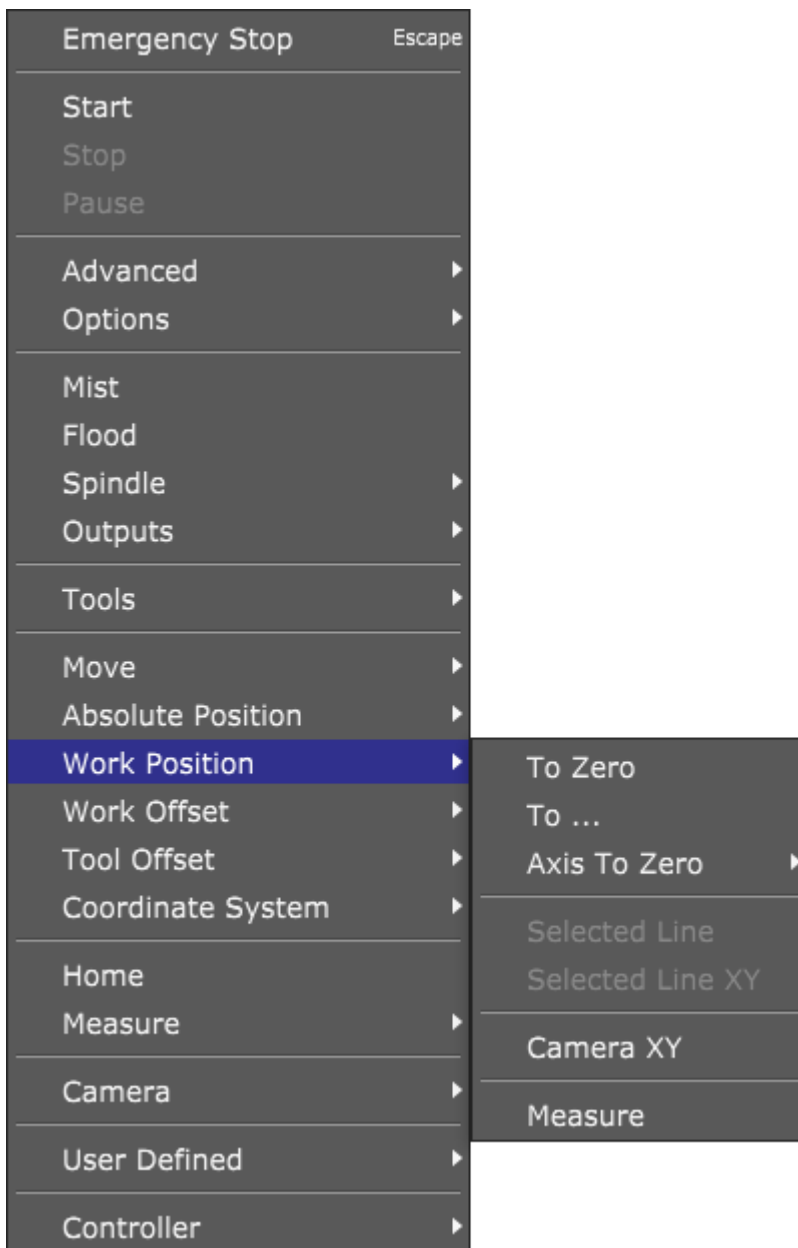 Emergency Stop Escape
Start
Stop
Pause
Advanced
Options
Mist
Flood
Spindle
Outputs
Tools
Move
Absolute Position
Work Position
Work Offset
Tool Offset
Coordinate System
Home
Measure
Camera
User Defined
Controller
To Zero
To ...
Axis To Zero
Selected Line
Selected Line XY
Camera XY
Measure